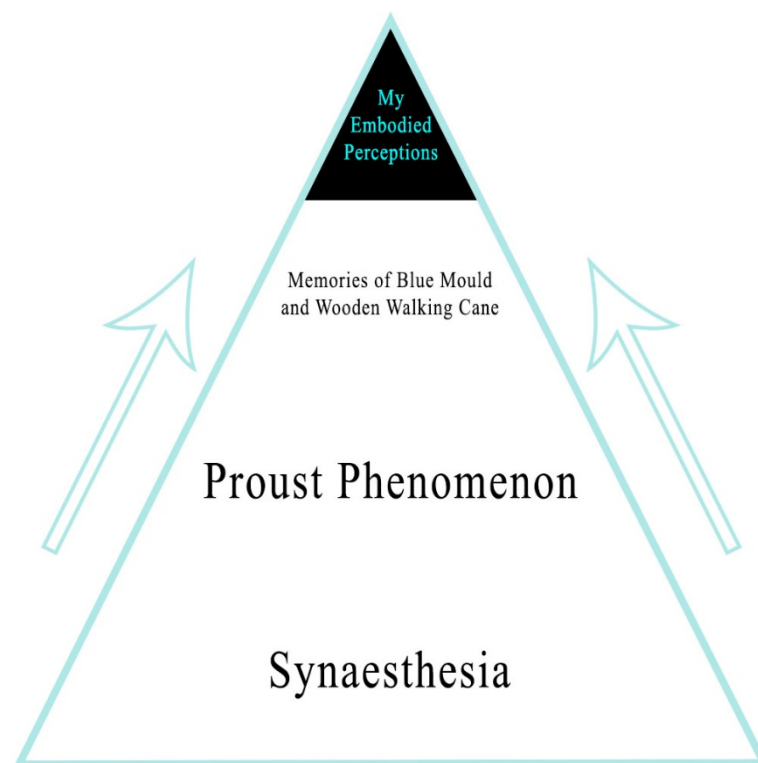 My
Embodied
Perceptions
Memories of Blue Mould
and Wooden Walking Cane
Proust Phenomenon
Synaesthesia